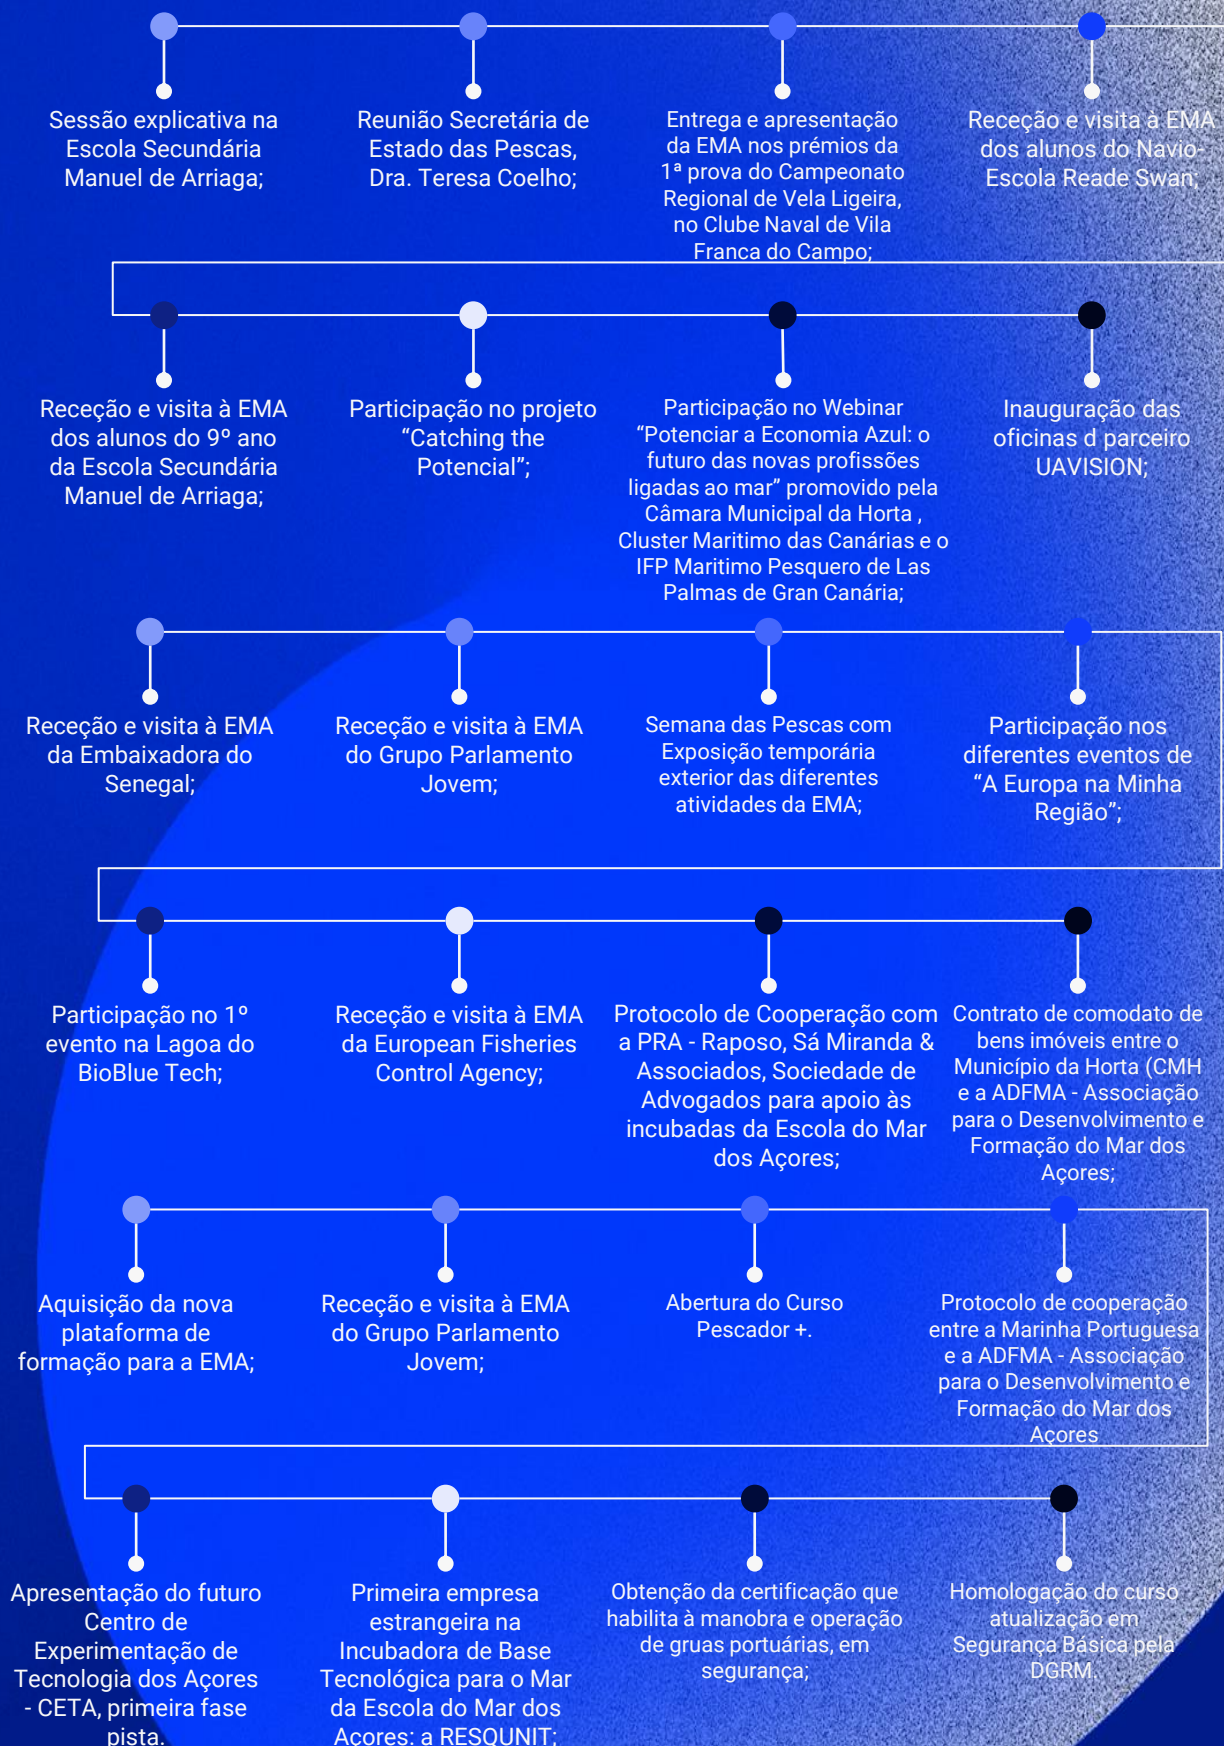 Sessão explicativa na
Escola Secundária
Manuel de Arriaga;
Reunião Secretária de
Estado das Pescas,
Dra. Teresa Coelho;
Entrega e apresentação
da EMA nos prémios da
1ª prova do Campeonato
Regional de Vela Ligeira,
no Clube Naval de Vila
Franca do Campo;
Receção e visita à EMA
dos alunos do Navio-
Escola Reade Swan;
Receção e visita à EMA
dos alunos do 9º ano
da Escola Secundária
Manuel de Arriaga;
Participação no projeto
“Catching the
Potencial”;
Participação no Webinar
“Potenciar a Economia Azul: o
futuro das novas profissões
ligadas ao mar” promovido pela
Câmara Municipal da Horta ,
Cluster Maritimo das Canárias e o
IFP Maritimo Pesquero de Las
Palmas de Gran Canária;
Inauguração das
oficinas d parceiro
UAVISION;
Receção e visita à EMA
da Embaixadora do
Senegal;
Receção e visita à EMA
do Grupo Parlamento
Jovem;
Semana das Pescas com
Exposição temporária
exterior das diferentes
atividades da EMA;
Participação nos
diferentes eventos de
“A Europa na Minha
Região”;
Participação no 1º
evento na Lagoa do
BioBlue Tech;
Receção e visita à EMA
da European Fisheries
Control Agency;
Protocolo de Cooperação com
a PRA - Raposo, Sá Miranda &
Associados, Sociedade de
Advogados para apoio às
incubadas da Escola do Mar
dos Açores;
Contrato de comodato de
bens imóveis entre o
Município da Horta (CMH
e a ADFMA - Associação
para o Desenvolvimento e
Formação do Mar dos
Açores;
Aquisição da nova
plataforma de
formação para a EMA;
Receção e visita à EMA
do Grupo Parlamento
Jovem;
Abertura do Curso
Pescador +.
Protocolo de cooperação
entre a Marinha Portuguesa
e a ADFMA - Associação
para o Desenvolvimento e
Formação do Mar dos
Açores
Apresentação do futuro
Centro de
Experimentação de
Tecnologia dos Açores
- CETA, primeira fase
pista.
Primeira empresa
estrangeira na
Incubadora de Base
Tecnológica para o Mar
da Escola do Mar dos
Açores: a RESQUNIT;
Obtenção da certificação que
habilita à manobra e operação
de gruas portuárias, em
segurança;
Homologação do curso
atualização em
Segurança Básica pela
DGRM.